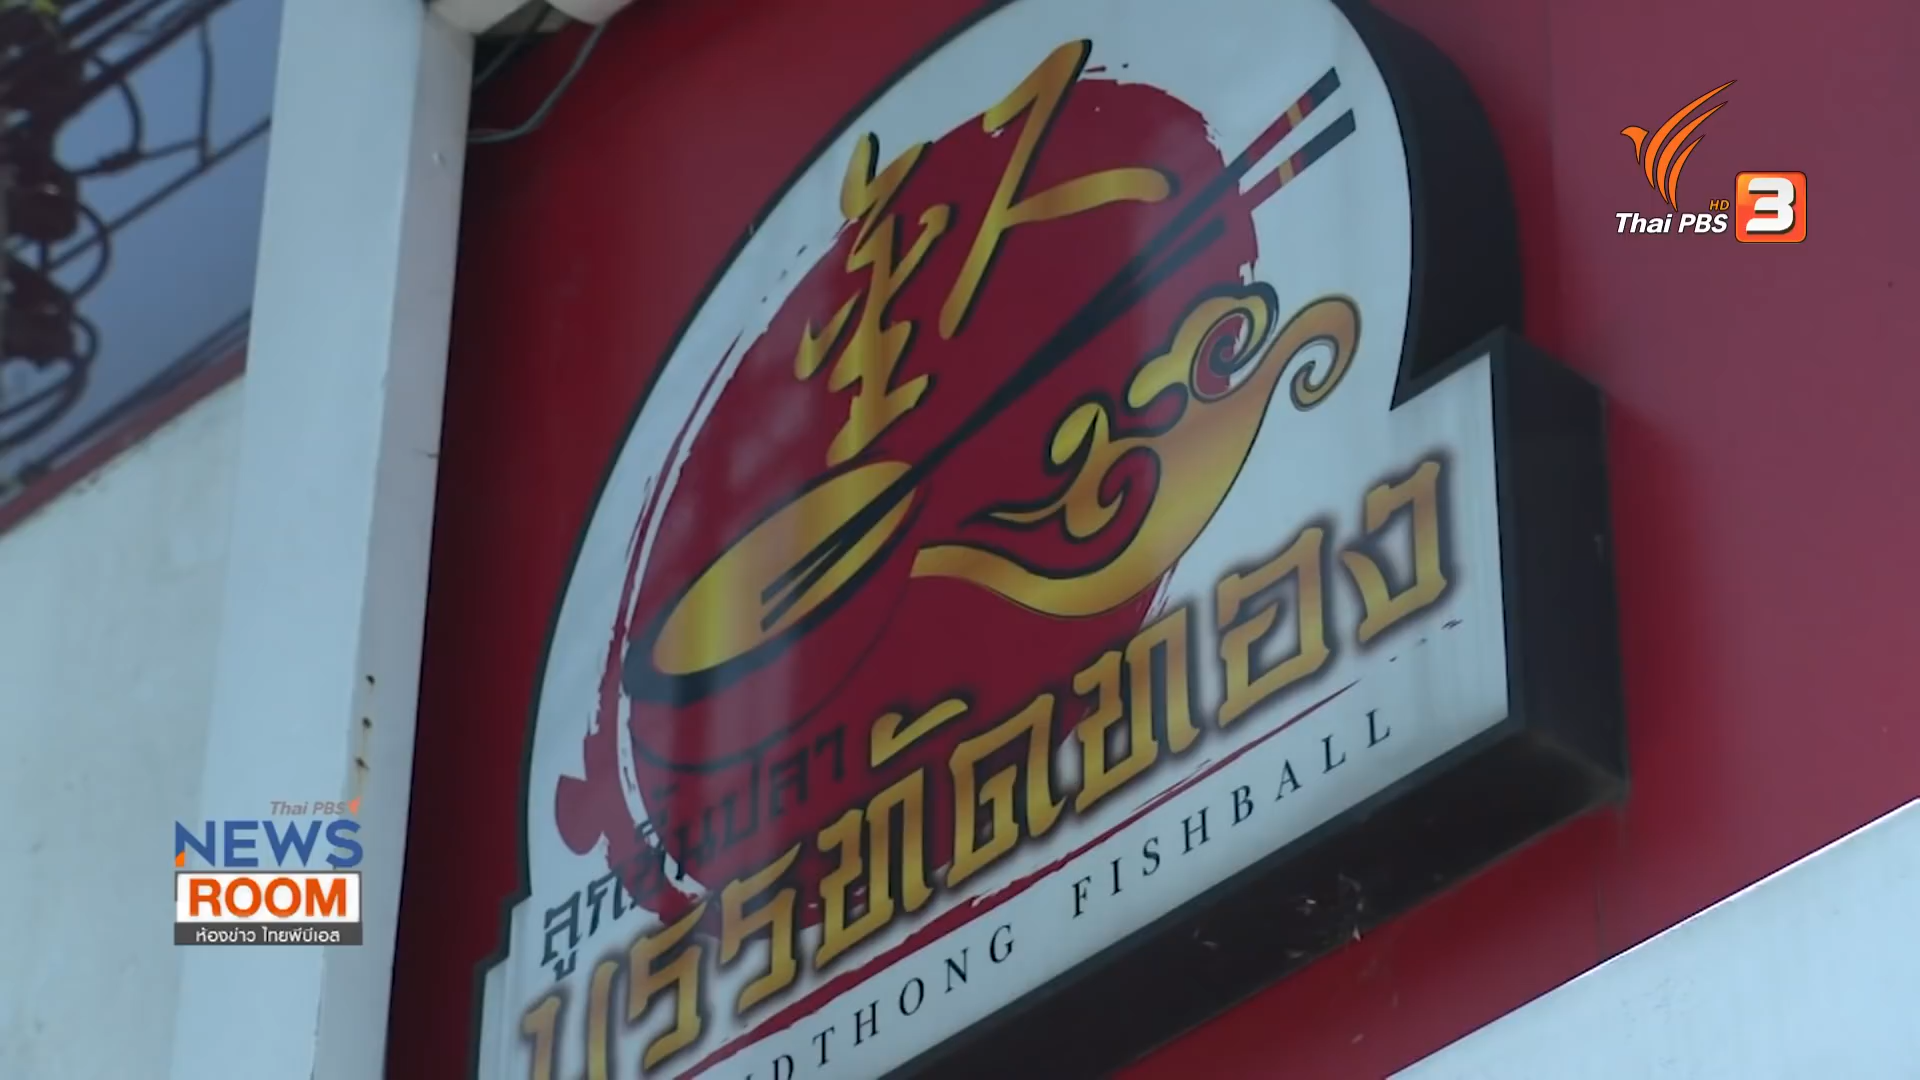 Thai PBS HD 3
ลูกชิ้นปลา
บรรทัดทอง
DTHONG FISHBALL
Thai PBS
NEWS
ROOM
ห้องข่าว ไทยพีบีเอส